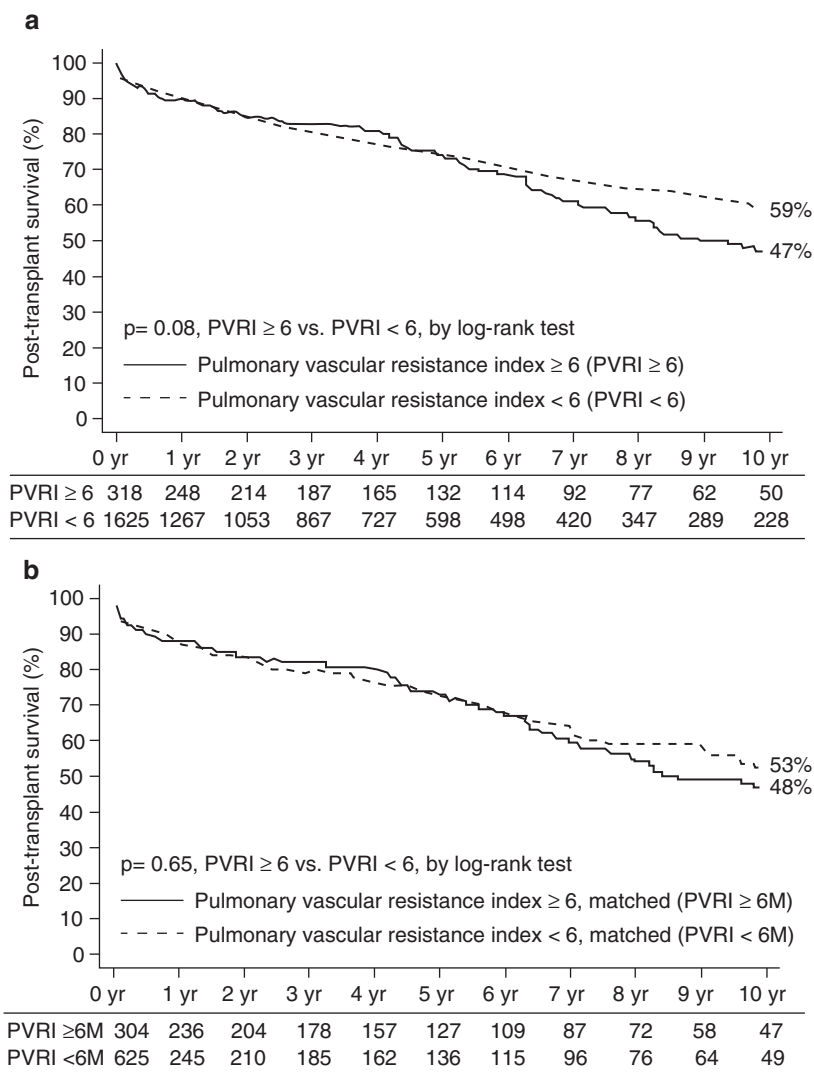 a
Post-transplant survival (%)
100
90
80
70
60
50
40
30
20
10
0
59%
47%
p= 0.08, PVRI ≥ 6 vs. PVRI < 6, by log-rank test
Pulmonary vascular resistance index ≥ 6 (PVRI ≥ 6)
Pulmonary vascular resistance index < 6 (PVRI < 6)
0 yr 1 yr 2 yr 3 yr 4 yr 5 yr 6 yr 7 yr 8 yr 9 yr 10 yr
PVRI ≥ 6 318 248 214 187 165 132 114 92 77 62 50
PVRI < 6 1625 1267 1053 867 727 598 498 420 347 289 228
b
Post-transplant survival (%)
100
90
80
70
60
50
40
30
20
10
0
53%
48%
p= 0.65, PVRI ≥ 6 vs. PVRI < 6, by log-rank test
Pulmonary vascular resistance index ≥ 6, matched (PVRI ≥ 6M)
Pulmonary vascular resistance index < 6, matched (PVRI < 6M)
0 yr 1 yr 2 yr 3 yr 4 yr 5 yr 6 yr 7 yr 8 yr 9 yr 10 yr
PVRI ≥6M 304 236 204 178 157 127 109 87 72 58 47
PVRI <6M 625 245 210 185 162 136 115 96 76 64 49